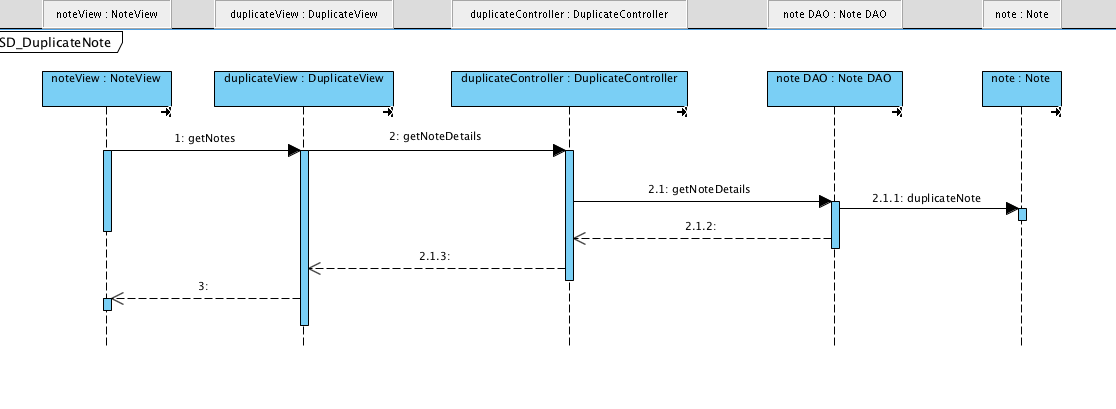 noteView : NoteView
duplicateView : DuplicateView
duplicateController : DuplicateController
note DAO : Note DAO
note : Note
SD_DuplicateNote
noteView : NoteView
duplicateView : DuplicateView
duplicateController : DuplicateController
note DAO : Note DAO
note : Note
1: getNotes
2: getNoteDetails
2.1: getNoteDetails
2.1.1: duplicateNote
2.1.2:
2.1.3:
3: